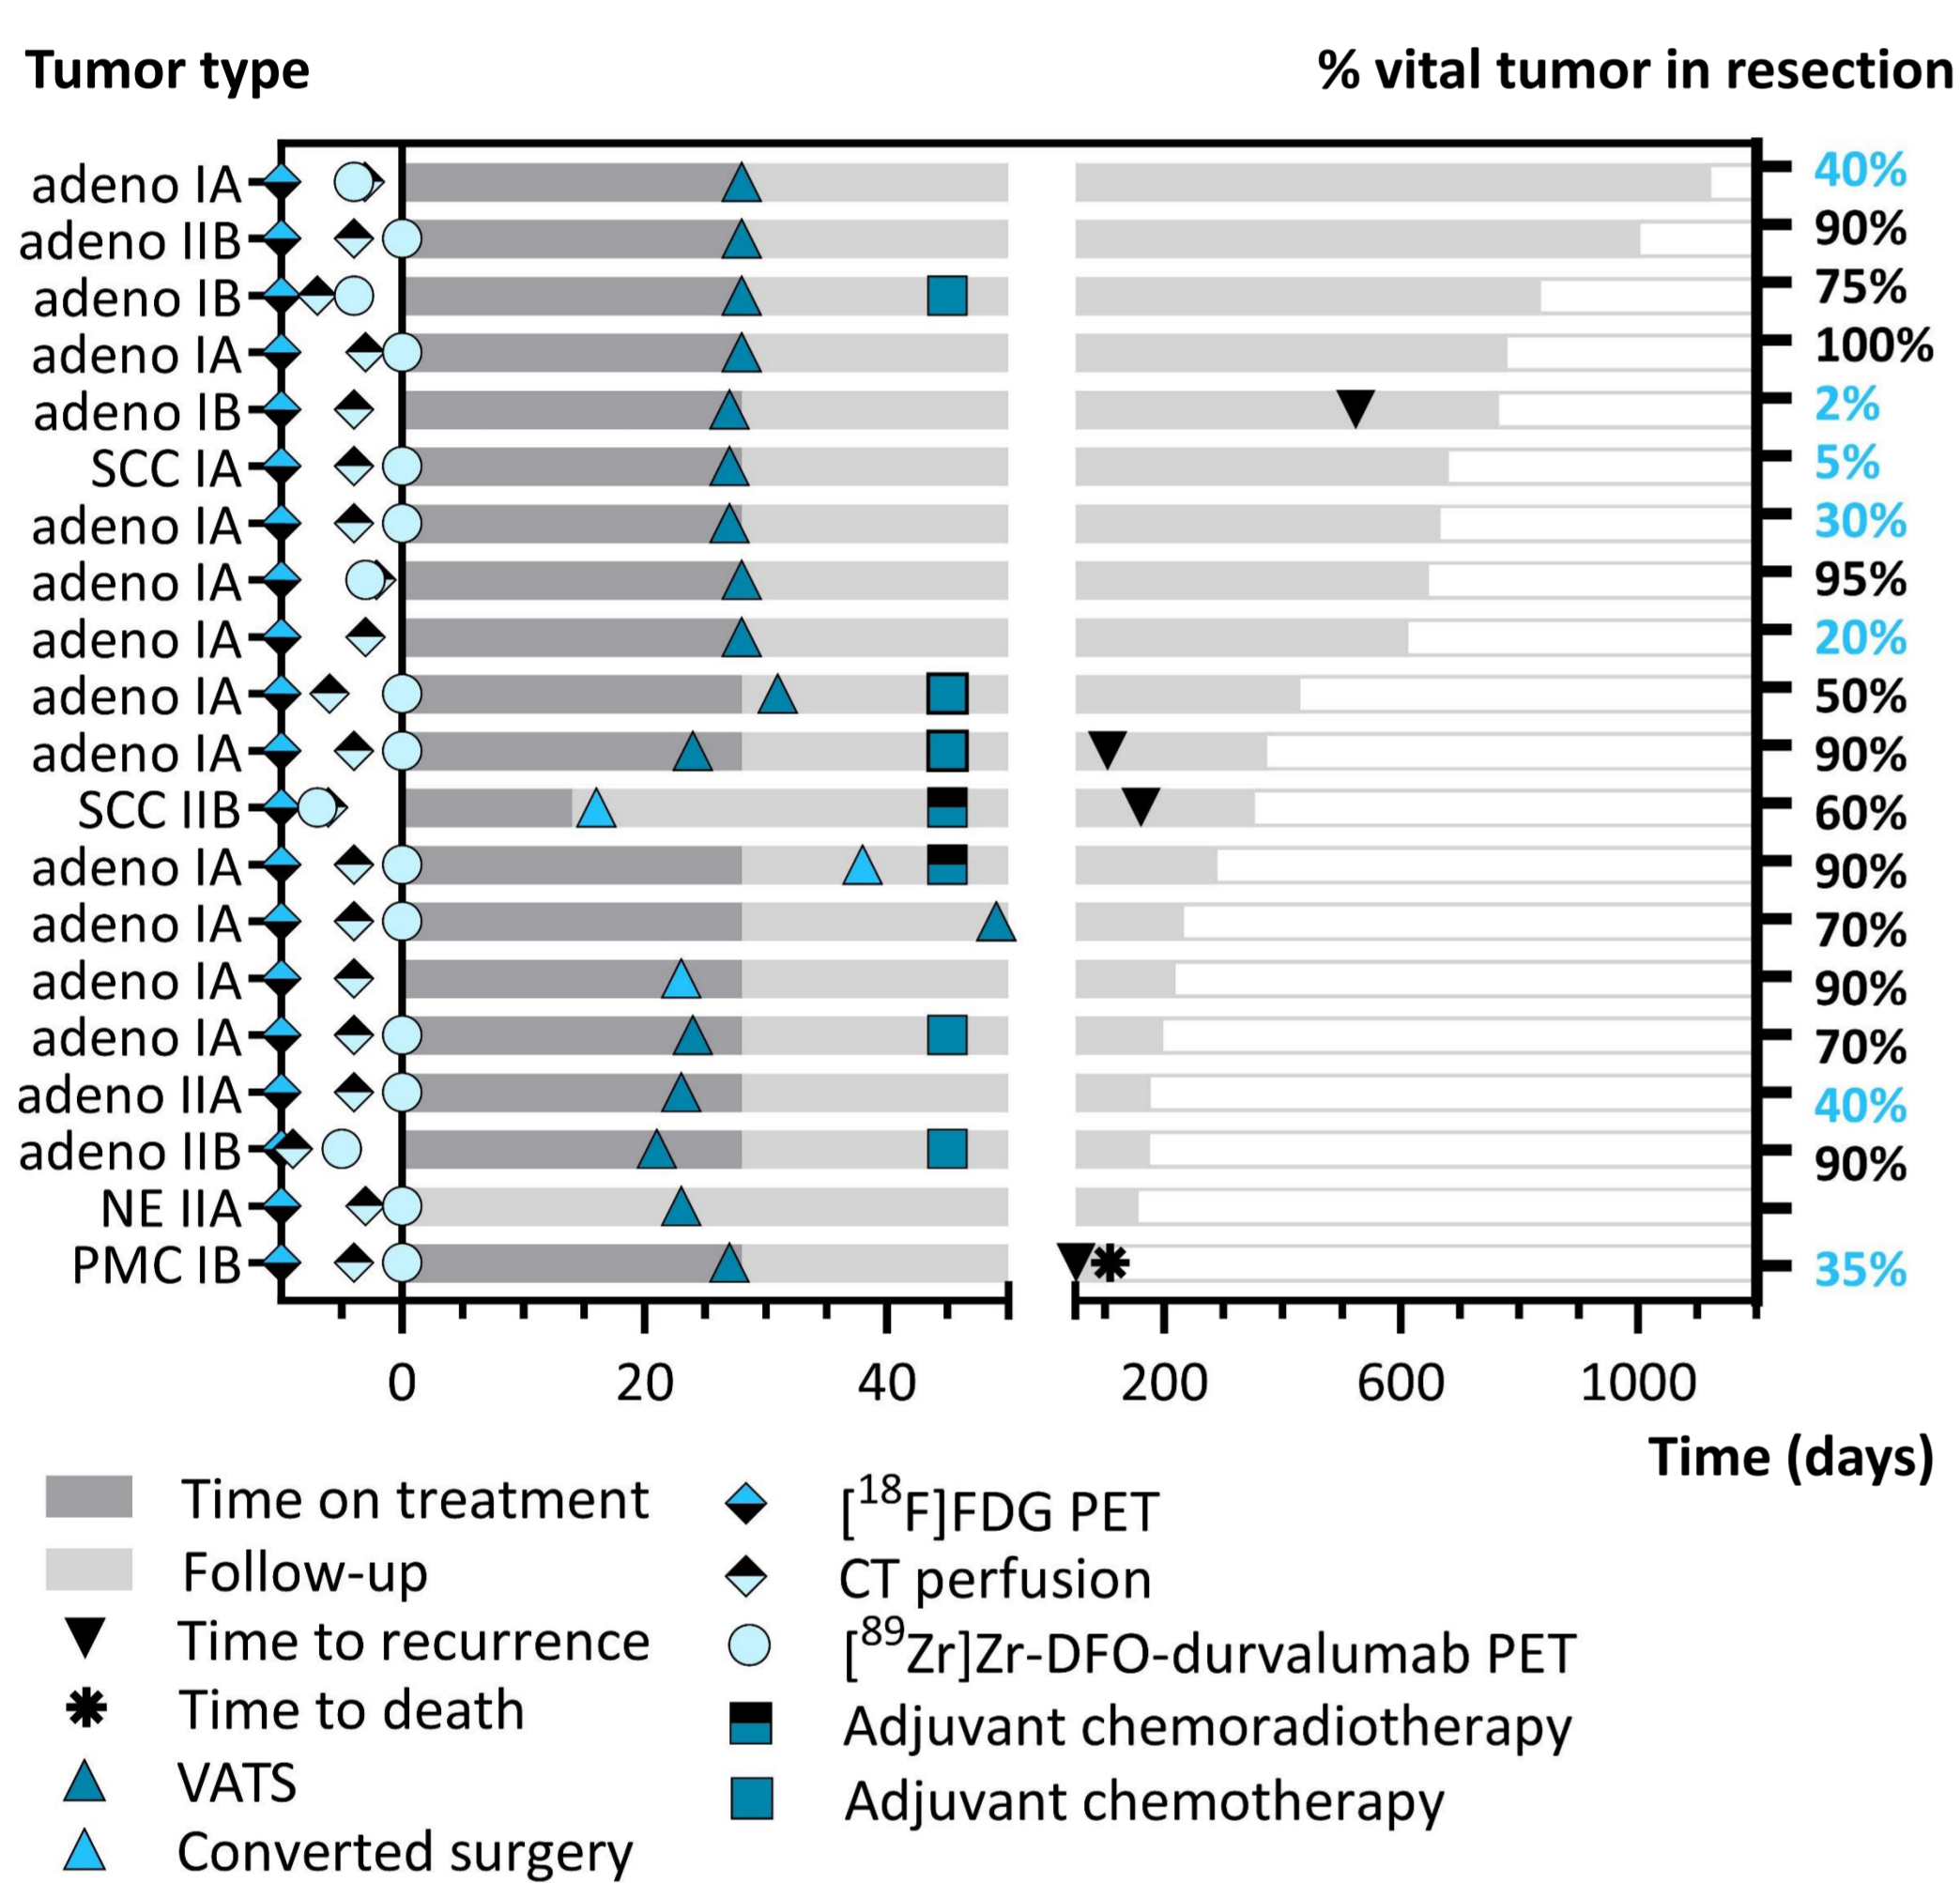 Tumor type % vital tumor in resection
adeno IA 40%
adeno IIB 90%
adeno IB 75%
adeno IA 100%
adeno IB 2%
SCC IA 5%
adeno IA 30%
adeno IA 95%
adeno IA 20%
adeno IA 50%
adeno IA 90%
SCC IIB 60%
adeno IA 90%
adeno IA 70%
adeno IA 90%
adeno IA 70%
adeno IIA 40%
adeno IIB 90%
NE IIA
PMC IB 35%
0 20 40 200 600 1000
Time (days)
Time on treatment
Follow-up
Time to recurrence
Time to death
VATS
Converted surgery
[18F]FDG PET
CT perfusion
[89Zr]Zr-DFO-durvalumab PET
Adjuvant chemoradiotherapy
Adjuvant chemotherapy